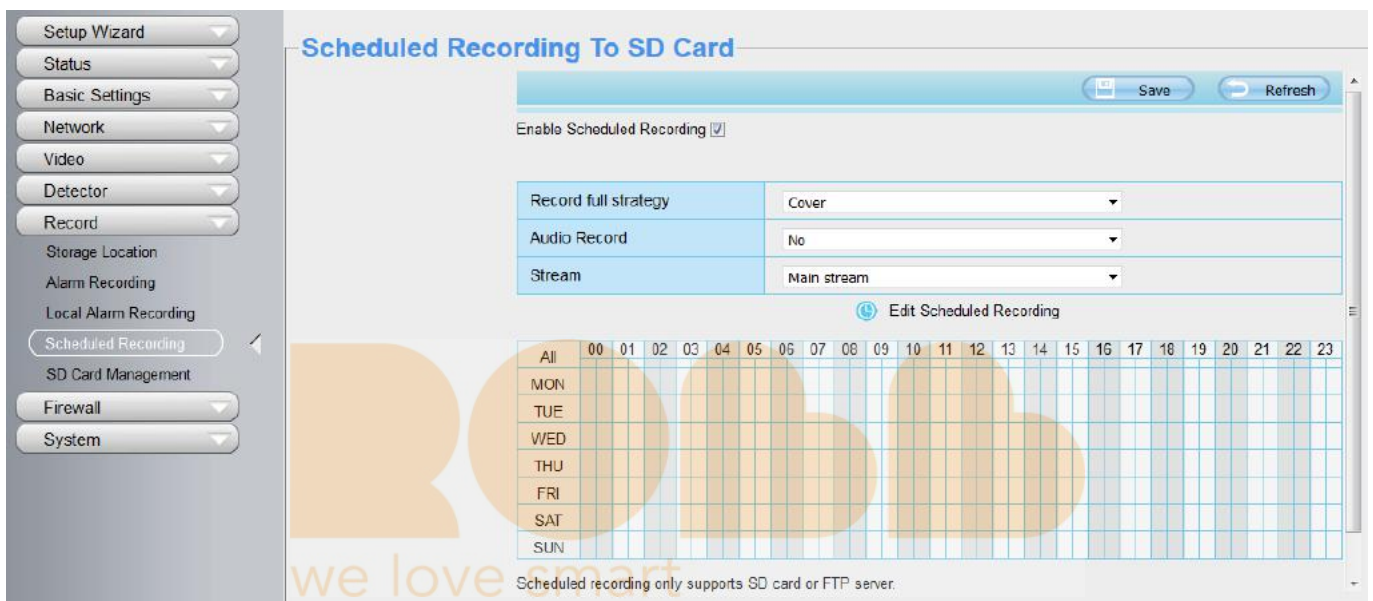 Setup Wizard
Status
Basic Settings
Network
Video
Detector
Record
Storage Location
Alarm Recording
Local Alarm Recording
Scheduled Recording
SD Card Management
Firewall
System
Scheduled Recording To SD Card
Save Refresh
Enable Scheduled Recording
Record full strategy Cover
Audio Record No
Stream Main stream
Edit Scheduled Recording
All 00 01 02 03 04 05 06 07 08 09 10 11 12 13 14 15 16 17 18 19 20 21 22 23
MON
TUE
WED
THU
FRI
SAT
SUN
Scheduled recording only supports SD card or FTP server.
robb
we love smart